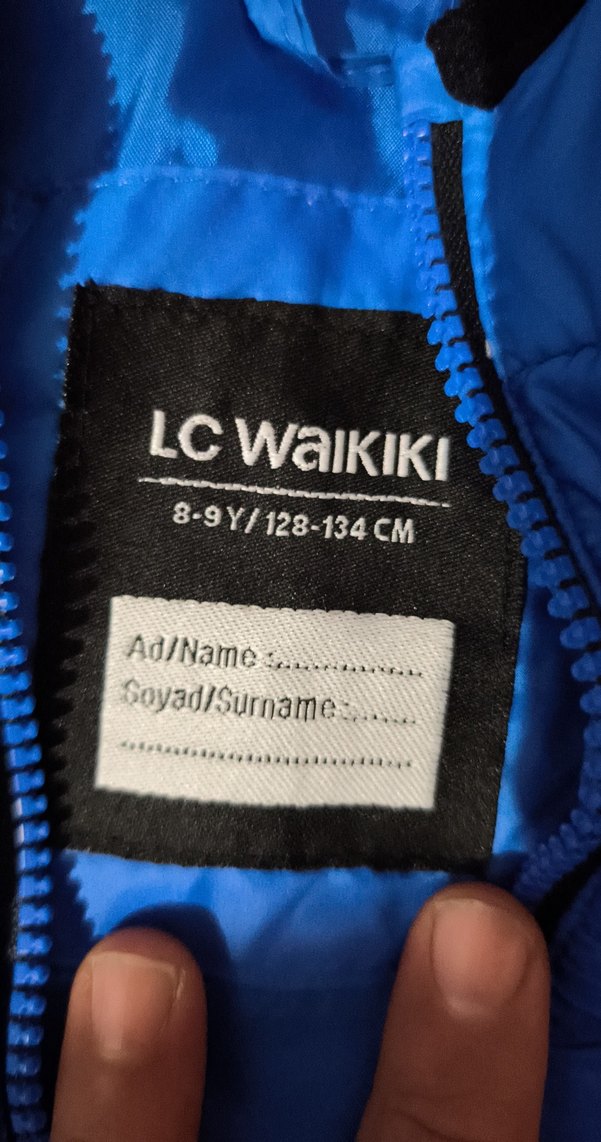 LC WAIKIKI
8-9 Y/ 128-134 CM
Ad/Name :...............
Soyad/Surname :.......
..............................